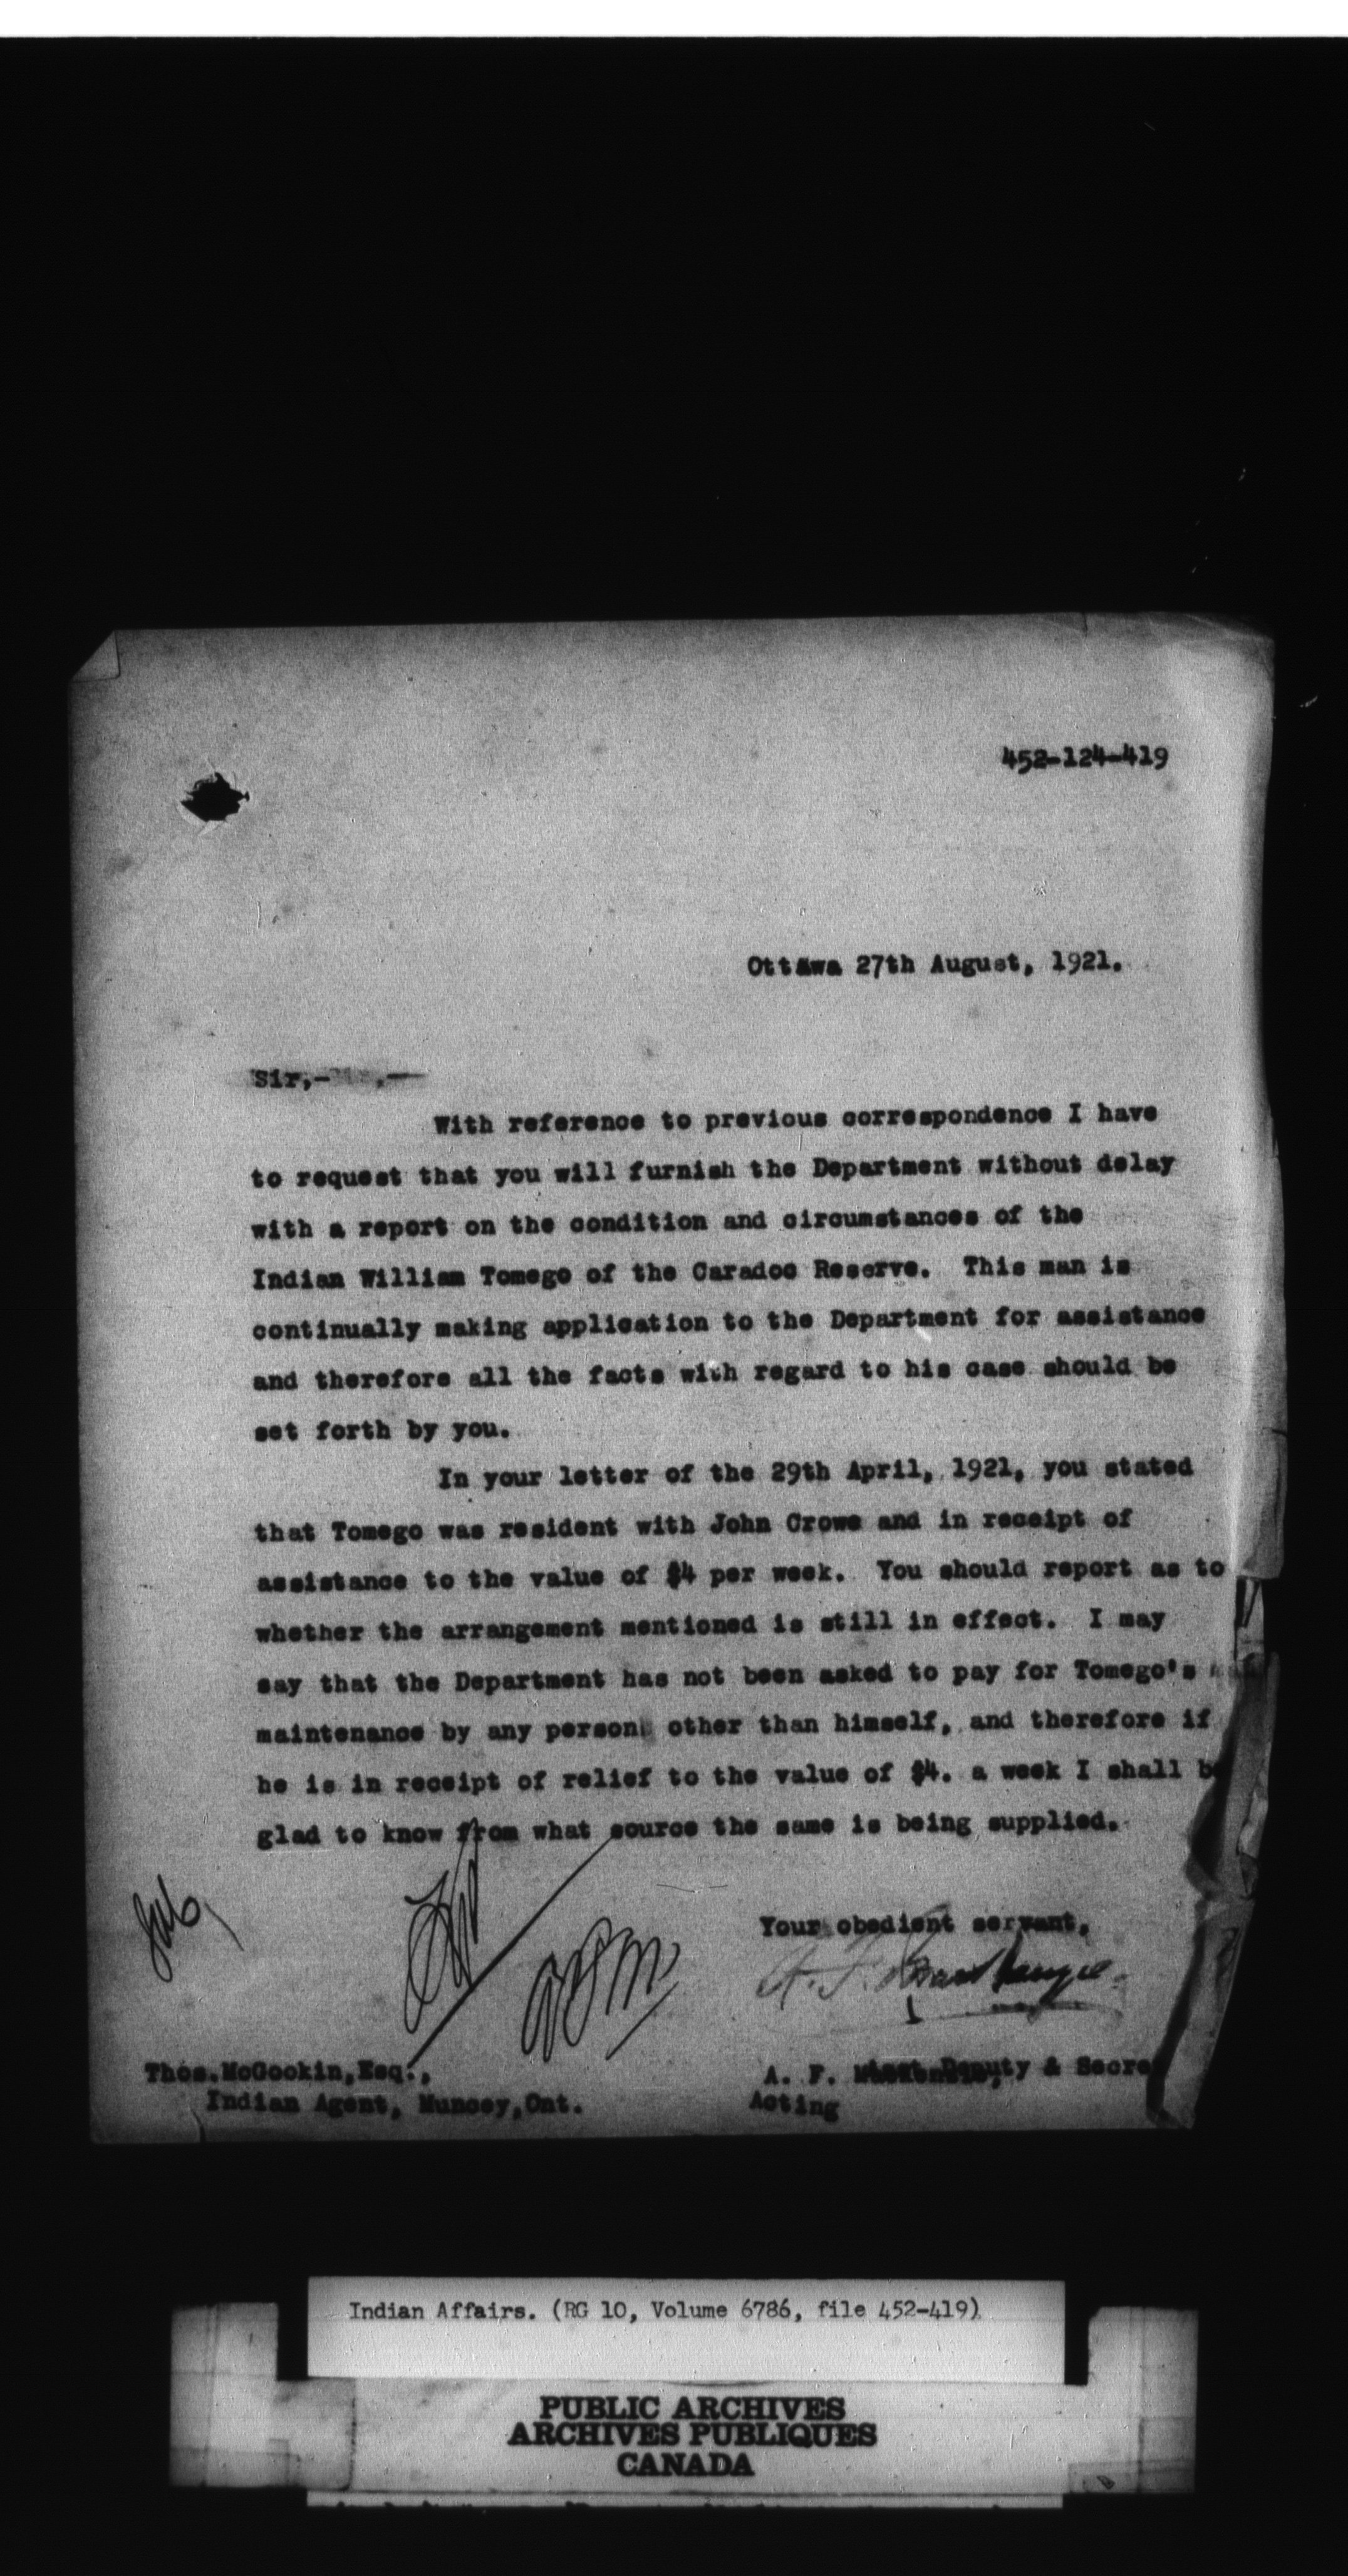 452-124-419
Ottawa 27th August, 1921.
Sir,-
With reference to previous correspondence I have
to request that you will furnish the Department without delay
with a report on the condition and circumstances of the
Indian William Tomego of the Caradoc Reserve. This man is
continually making application to the Department for assistance
and therefore all the facts with regard to his case should be
set forth by you.
In your letter of the 29th April, 1921, you stated
that Tomego was resident with John Crowe and in receipt of
assistance to the value of $4 per week. You should report as to
whether the arrangement mentioned is still in effect. I may
say that the Department has not been asked to pay for Tomego's
maintenance by any person other than himself, and therefore if
he is in receipt of relief to the value of $4. a week I shall be
glad to know from what source the same is being supplied.
Your obedient servant,
A. F. MacKenzie
Thos. McGookin, Esq.,
Indian Agent, Muncey, Ont.
A. F. Deputy & Secre
Acting
Indian Affairs. (RG 10, Volume 6786, file 452-419)
PUBLIC ARCHIVES
ARCHIVES PUBLIQUES
CANADA